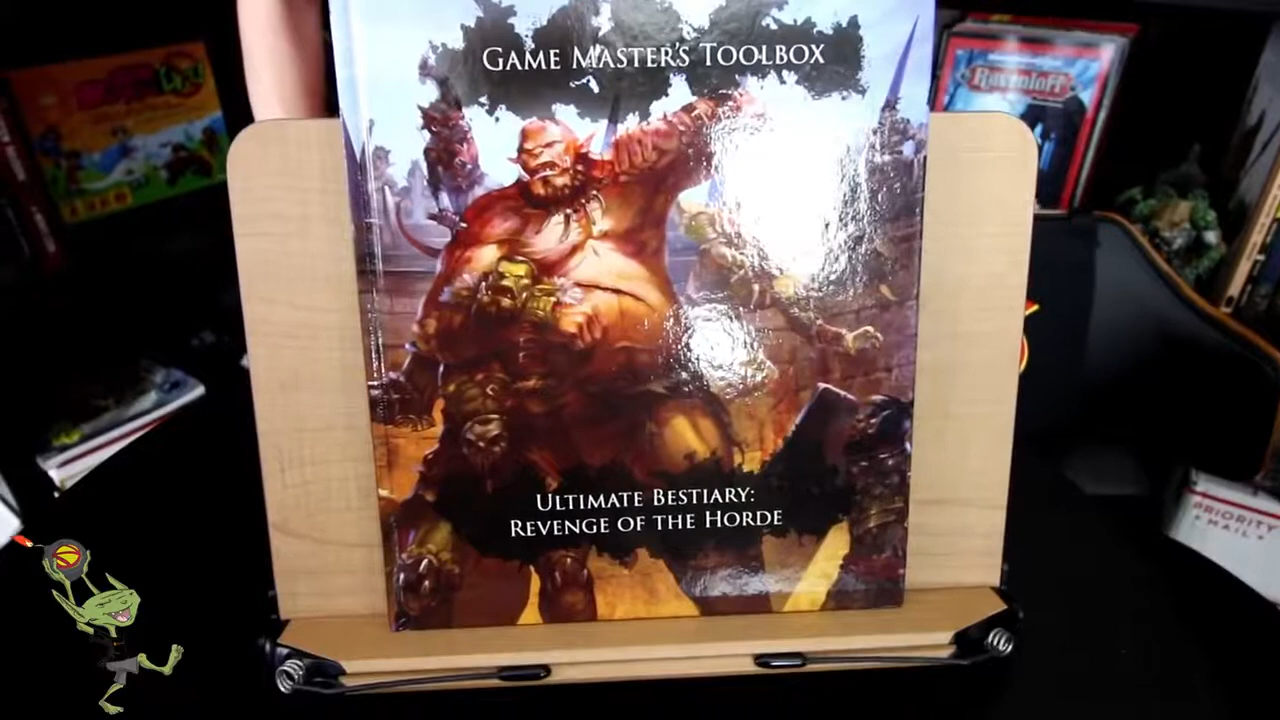 GAME MASTER'S TOOLBOX
Ravenloft
ULTIMATE BESTIARY:
REVENGE OF THE HORDE
PRIORITY
MAIL